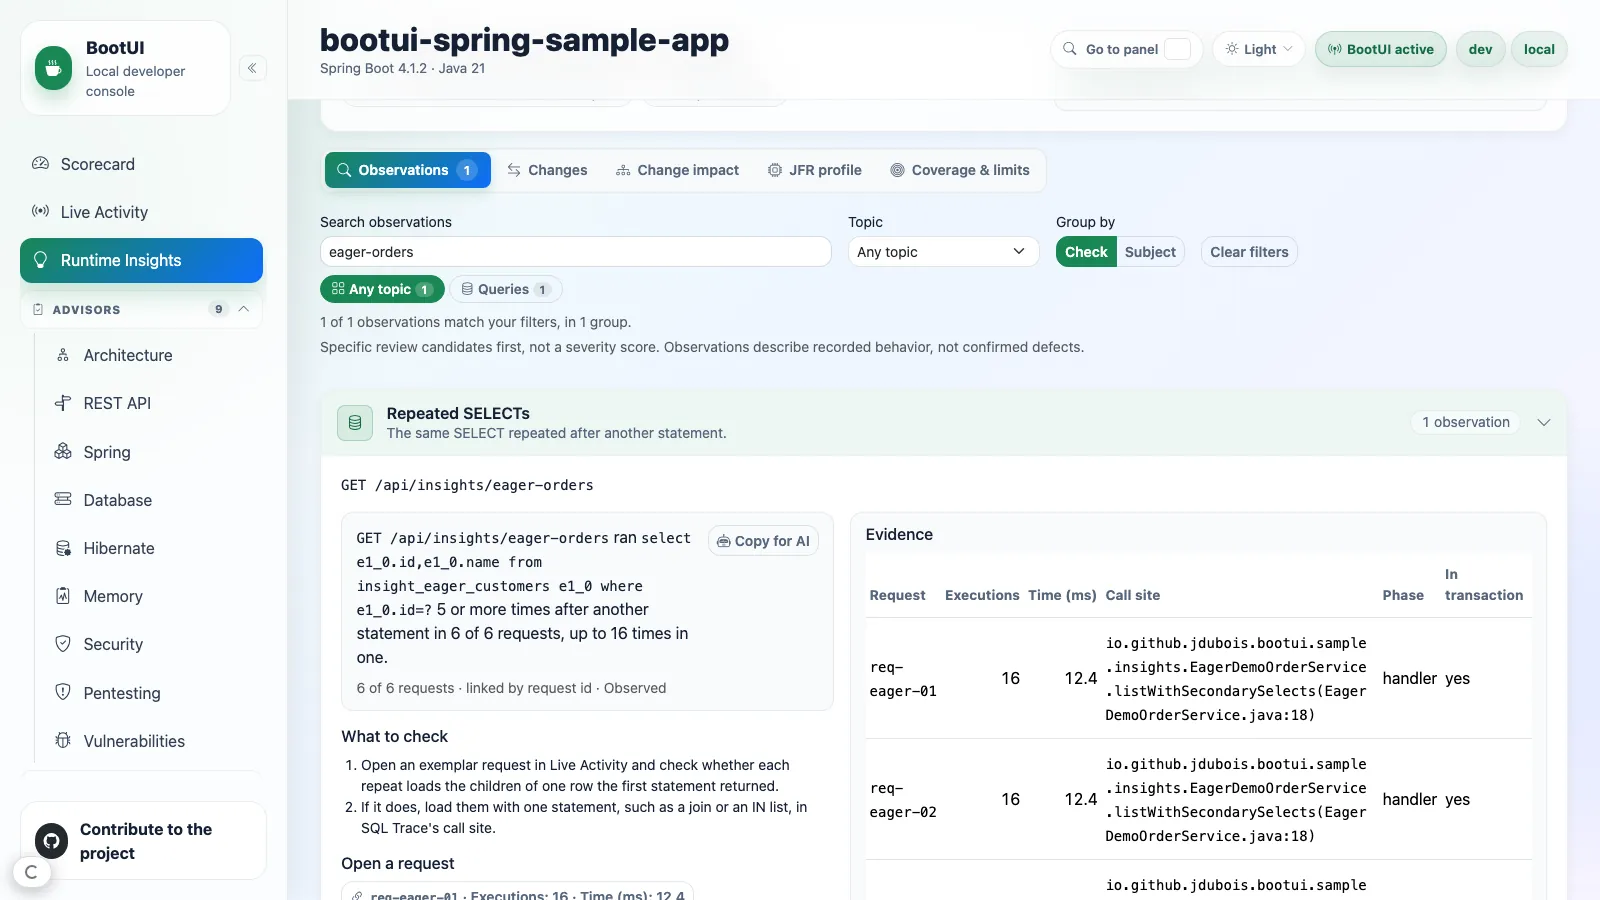 BootUI
Local developer
console
bootui-spring-sample-app
Spring Boot 4.1.2 · Java 21
Go to panel
Light
BootUI active
dev
local
Scorecard
Live Activity
Runtime Insights
ADVISORS 9
Architecture
REST API
Spring
Database
Hibernate
Memory
Security
Pentesting
Vulnerabilities
Contribute to the
project
C
Observations 1
Changes
Change impact
JFR profile
Coverage & limits
Search observations
eager-orders
Topic
Any topic
Group by
Check
Subject
Clear filters
Any topic 1
Queries 1
1 of 1 observations match your filters, in 1 group.
Specific review candidates first, not a severity score. Observations describe recorded behavior, not confirmed defects.
Repeated SELECTs
The same SELECT repeated after another statement.
1 observation
GET /api/insights/eager-orders
GET /api/insights/eager-orders ran select
e1_0.id,e1_0.name from
insight_eager_customers e1_0 where
e1_0.id=? 5 or more times after another
statement in 6 of 6 requests, up to 16 times in
one.
Copy for AI
6 of 6 requests · linked by request id · Observed
What to check
1. Open an exemplar request in Live Activity and check whether each
repeat loads the children of one row the first statement returned.
2. If it does, load them with one statement, such as a join or an IN list, in
SQL Trace's call site.
Open a request
req-eager-01 · Executions: 16 · Time (ms): 12.4
Evidence
Request Executions Time (ms) Call site Phase In
transaction
req-
eager-01
16
12.4
io.github.jdubois.bootui.sample
.insights.EagerDemoOrderService
.listWithSecondarySelects(Eager
DemoOrderService.java:18)
handler
yes
req-
eager-02
16
12.4
io.github.jdubois.bootui.sample
.insights.EagerDemoOrderService
.listWithSecondarySelects(Eager
DemoOrderService.java:18)
handler
yes
io.github.jdubois.bootui.sample